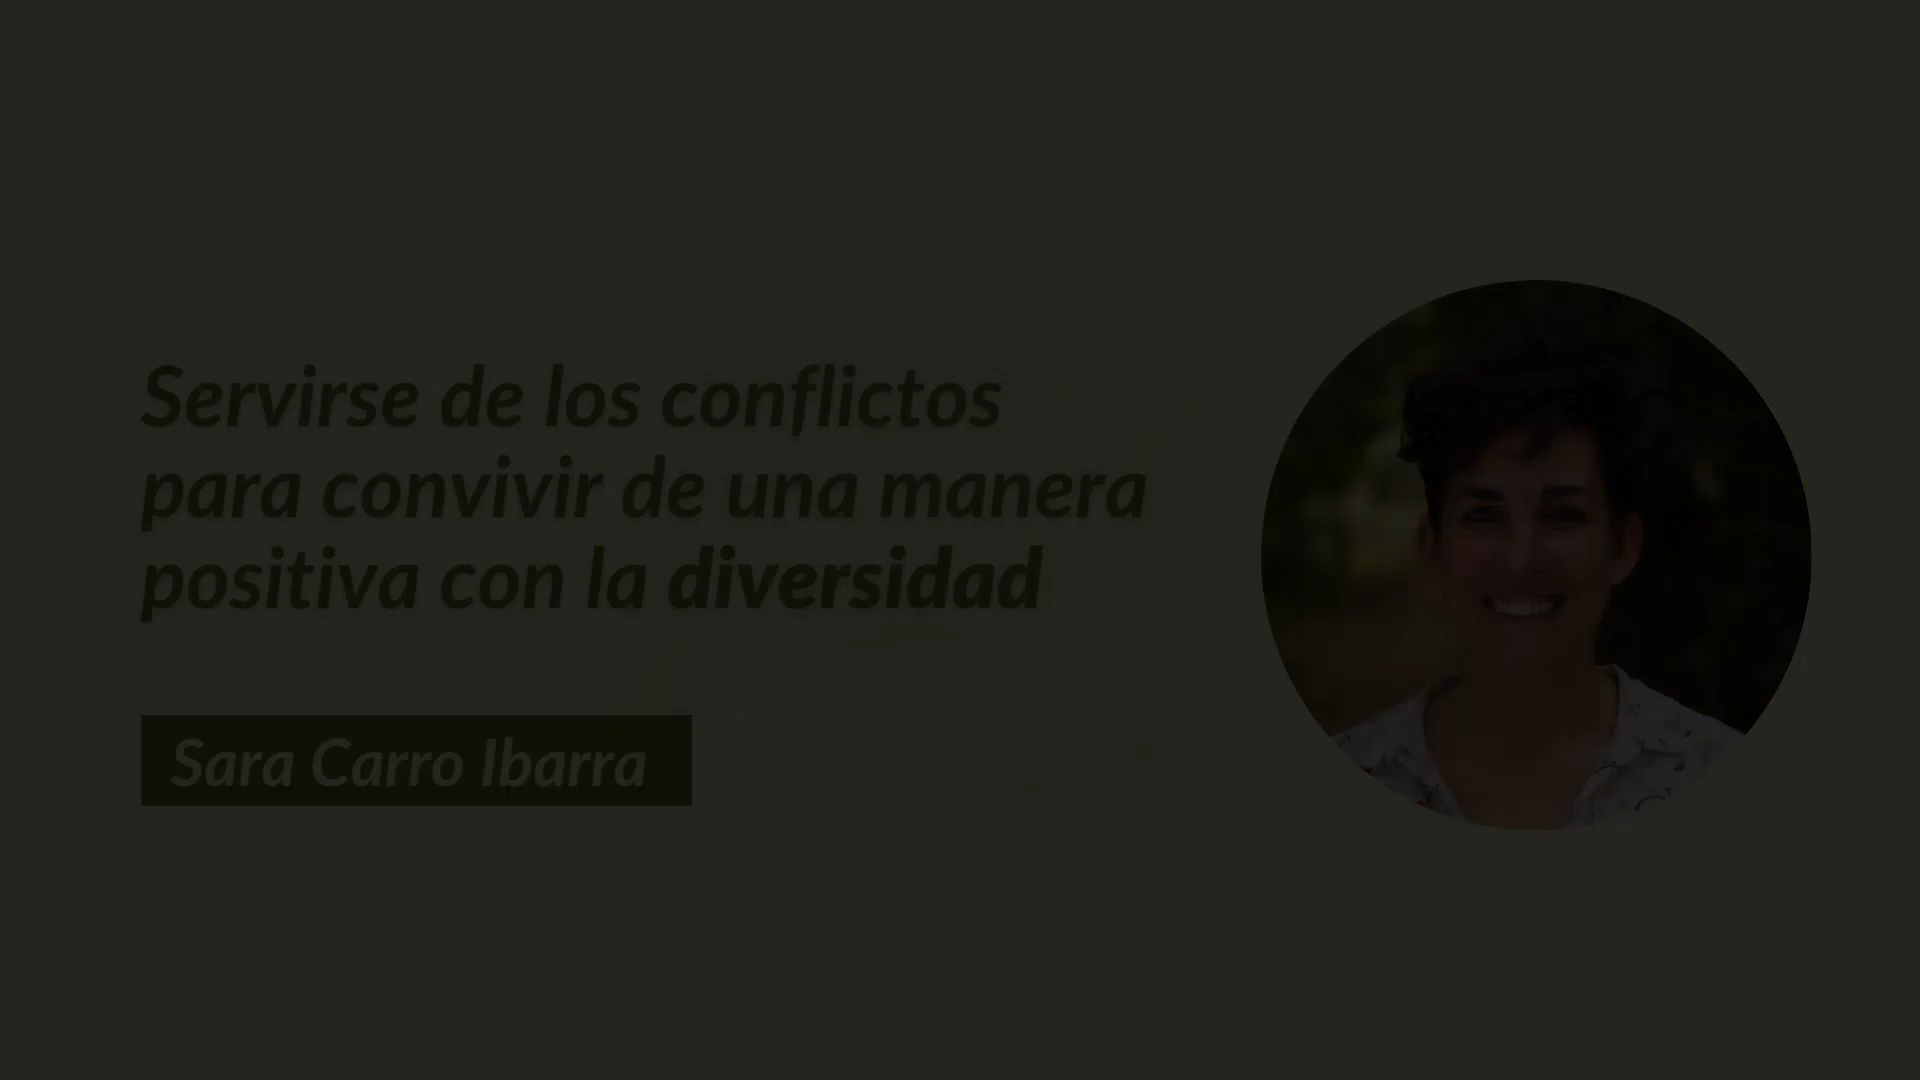 Servirse de los conflictos
para convivir de una manera
positiva con la diversidad
Sara Carro Ibarra